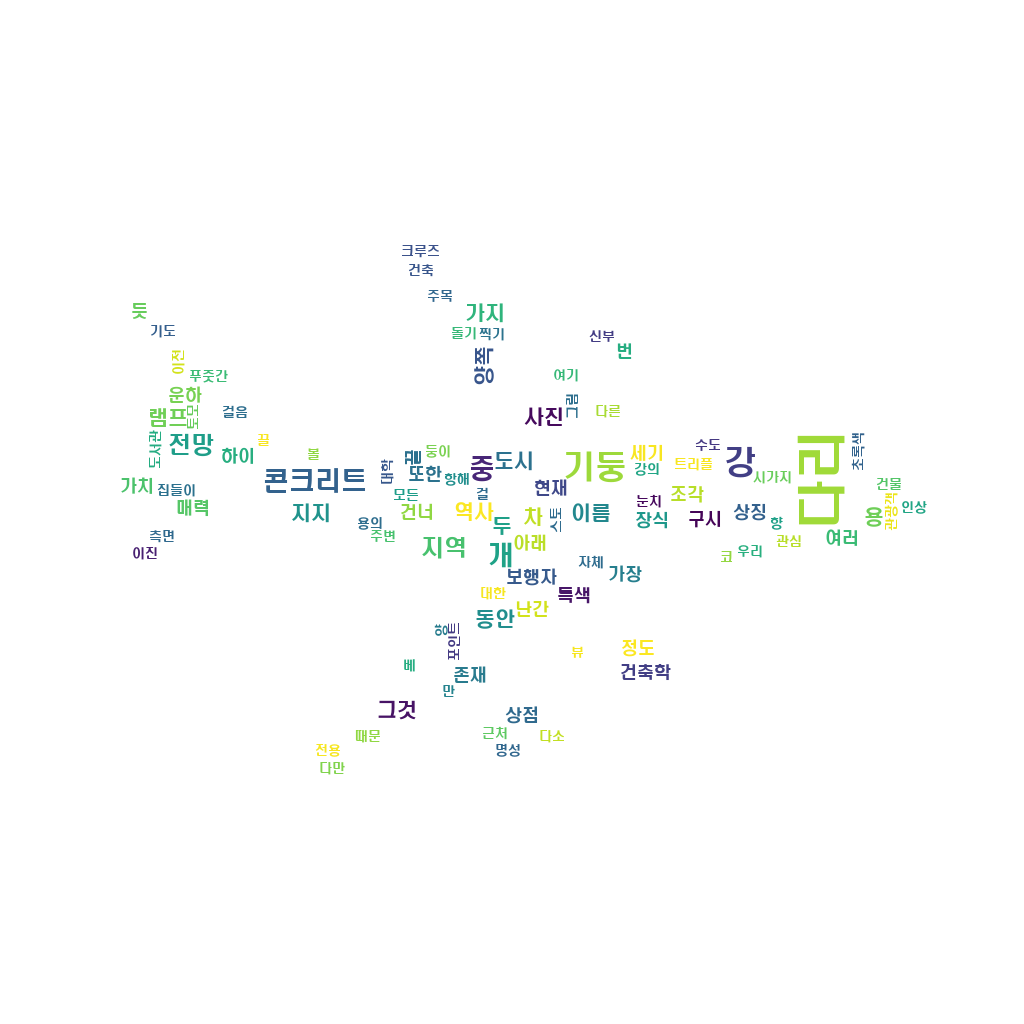 크루즈
건축
주목
가지
돌기
찍기
양쪽
듯
기도
이전
푸줏간
운하
램프
토모
걸음
도서관
전망
하이
끌
볼
가치
집들이
매력
측면
이진
신부
번
여기
그림
다른
사진
콘크리트
지지
대학
둥이
또한
항해
모든
건너
용의
주변
중
도시
걸
기둥
현재
세기
강의
수도
트리플
강
시가지
다리
초록색
건물
관광객
인상
용
여러
역사
두
차
스토
이름
눈치
조각
장식
구시
상징
향
관심
우리
코
지역
개
아래
보행자
자체
가장
대한
특색
난간
동안
항
포인트
뷰
정도
건축학
베
존재
만
그것
상점
때문
근처
다소
전용
명성
다만